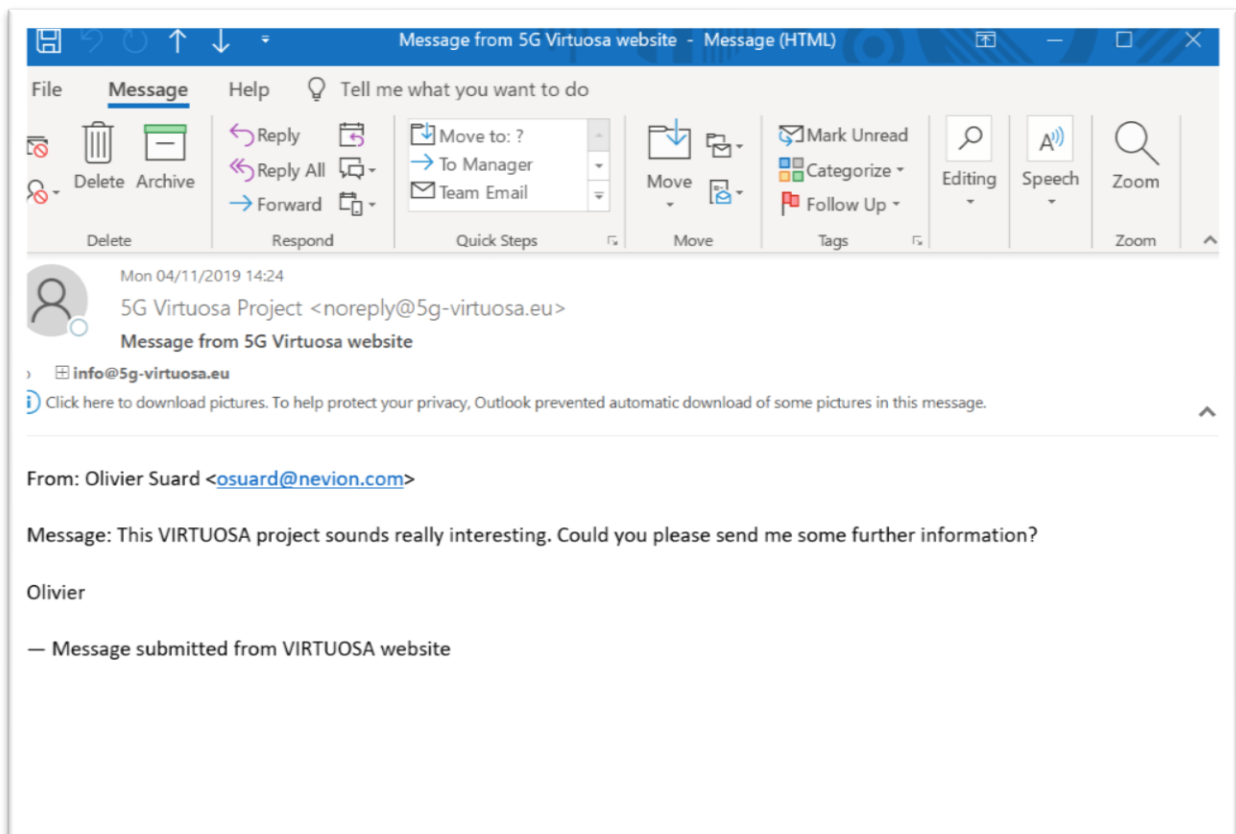 Message from 5G Virtuosa website - Message (HTML)
File Message Help Tell me what you want to do
Delete Archive
Reply
Reply All
Forward
Move to: ?
To Manager
Team Email
Move
Mark Unread
Categorize
Follow Up
Editing
Speech
Zoom
Delete Respond Quick Steps Move Tags Zoom
Mon 04/11/2019 14:24
5G Virtuosa Project <noreply@5g-virtuosa.eu>
Message from 5G Virtuosa website
info@5g-virtuosa.eu
Click here to download pictures. To help protect your privacy, Outlook prevented automatic download of some pictures in this message.
From: Olivier Suard <osuard@nevion.com>
Message: This VIRTUOSA project sounds really interesting. Could you please send me some further information?
Olivier
— Message submitted from VIRTUOSA website